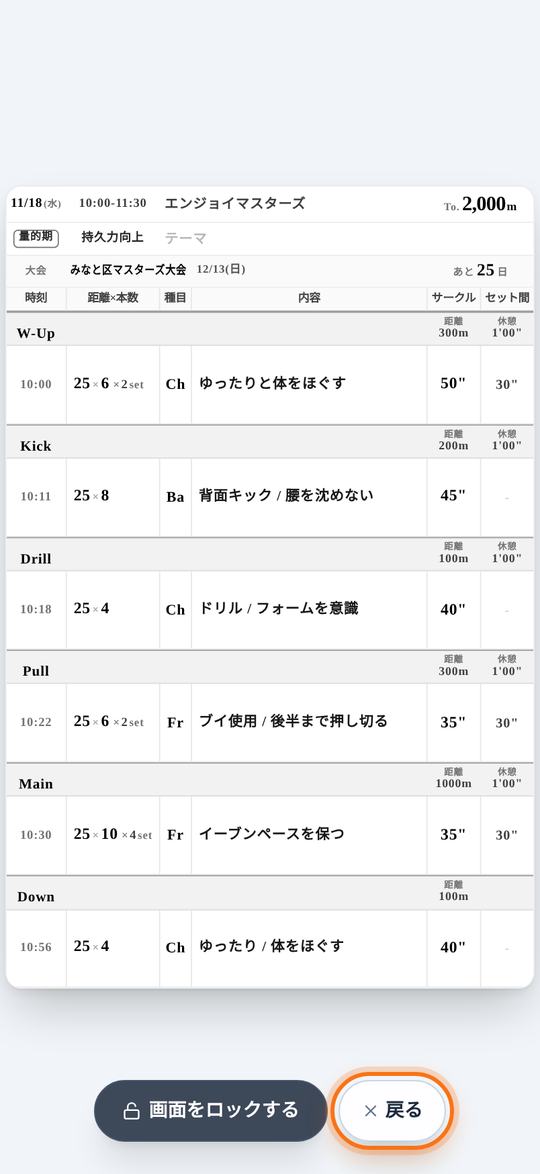 11/18(水) 10:00-11:30 エンジョイマスターズ To. 2,000m
量的期 持久力向上 テーマ
大会 みなと区マスターズ大会 12/13(日) あと 25 日
時刻 距離×本数 種目 内容 サークル セット間
W-Up 距離 300m 休憩 1'00"
10:00 25×6 ×2set Ch ゆったりと体をほぐす 50" 30"
Kick 距離 200m 休憩 1'00"
10:11 25×8 Ba 背面キック / 腰を沈めない 45" -
Drill 距離 100m 休憩 1'00"
10:18 25×4 Ch ドリル / フォームを意識 40" -
Pull 距離 300m 休憩 1'00"
10:22 25×6 ×2set Fr ブイ使用 / 後半まで押し切る 35" 30"
Main 距離 1000m 休憩 1'00"
10:30 25×10 ×4set Fr イーブンペースを保つ 35" 30"
Down 距離 100m
10:56 25×4 Ch ゆったり / 体をほぐす 40" -
画面をロックする × 戻る